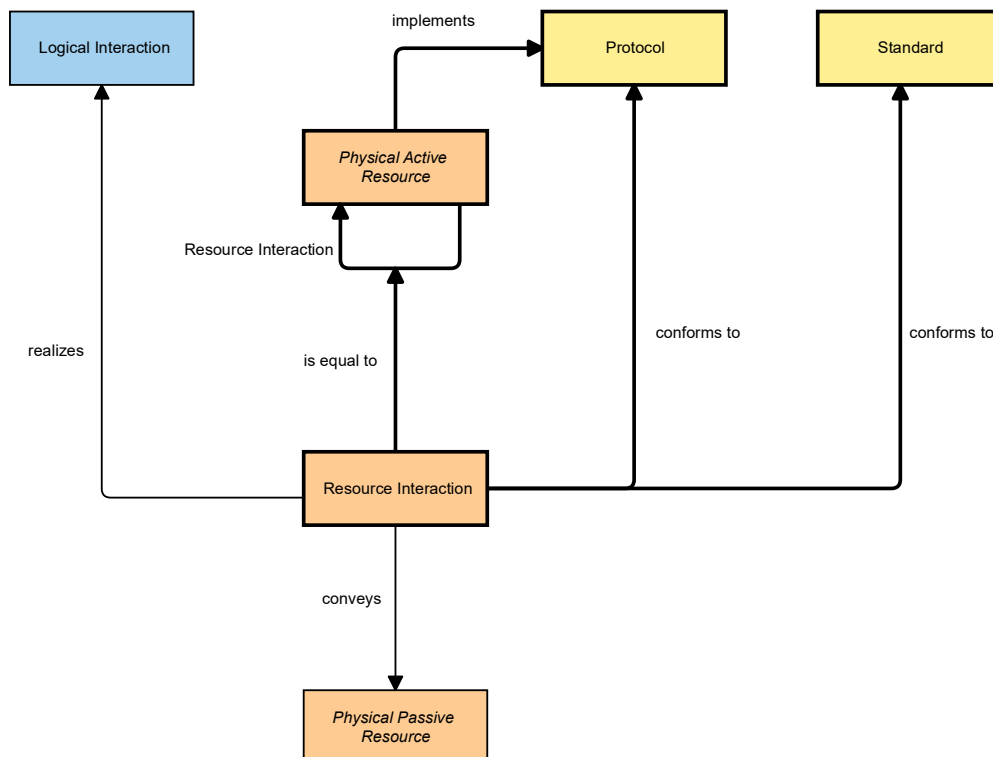 implements
Logical Interaction
Protocol
Standard
Physical Active
Resource
Resource Interaction
realizes
is equal to
conforms to
conforms to
Resource Interaction
conveys
Physical Passive
Resource